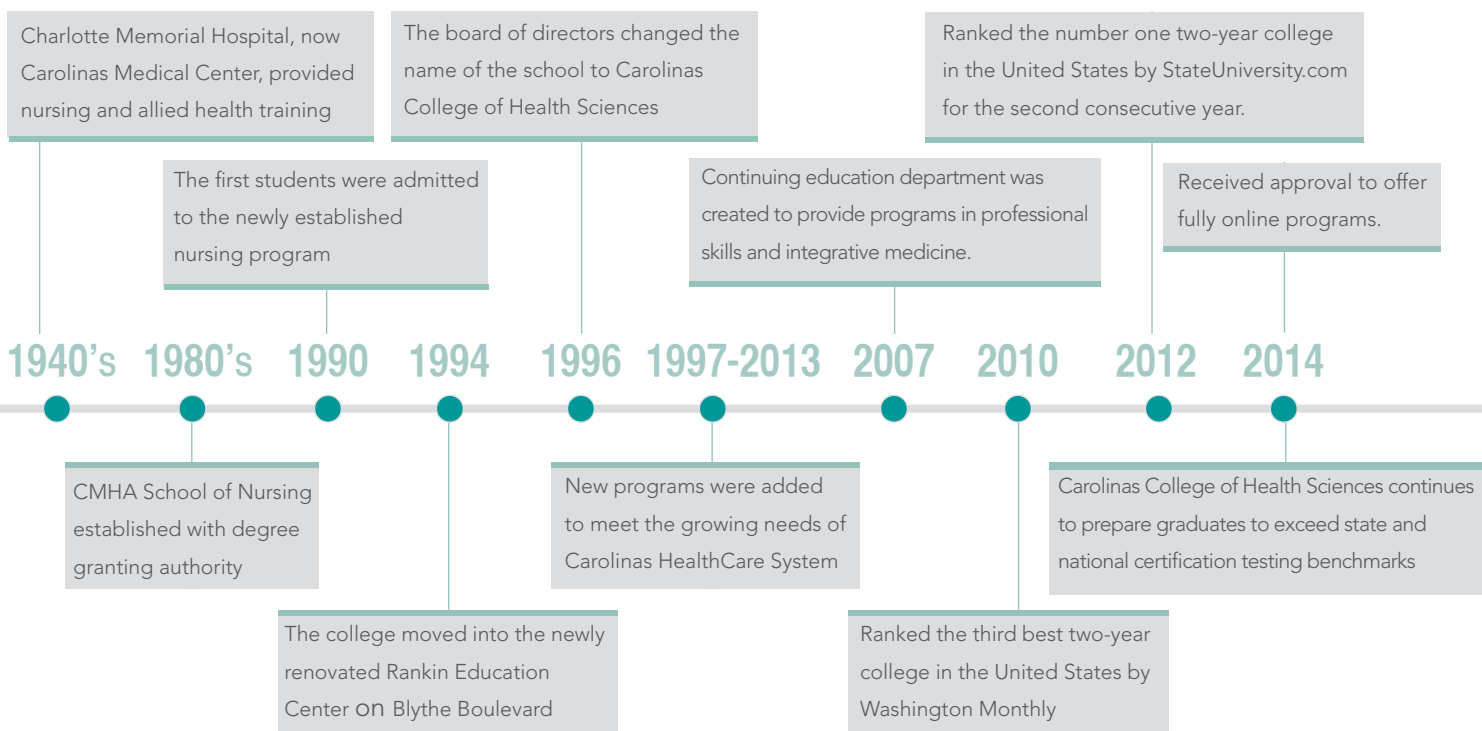 Charlotte Memorial Hospital, now
Carolinas Medical Center, provided
nursing and allied health training
The board of directors changed the
name of the school to Carolinas
College of Health Sciences
Ranked the number one two-year college
in the United States by StateUniversity.com
for the second consecutive year.
The first students were admitted
to the newly established
nursing program
Continuing education department was
created to provide programs in professional
skills and integrative medicine.
Received approval to offer
fully online programs.
1940's 1980's 1990 1994 1996 1997-2013 2007 2010 2012 2014
CMHA School of Nursing
established with degree
granting authority
New programs were added
to meet the growing needs of
Carolinas HealthCare System
Carolinas College of Health Sciences continues
to prepare graduates to exceed state and
national certification testing benchmarks
The college moved into the newly
renovated Rankin Education
Center on Blythe Boulevard
Ranked the third best two-year
college in the United States by
Washington Monthly